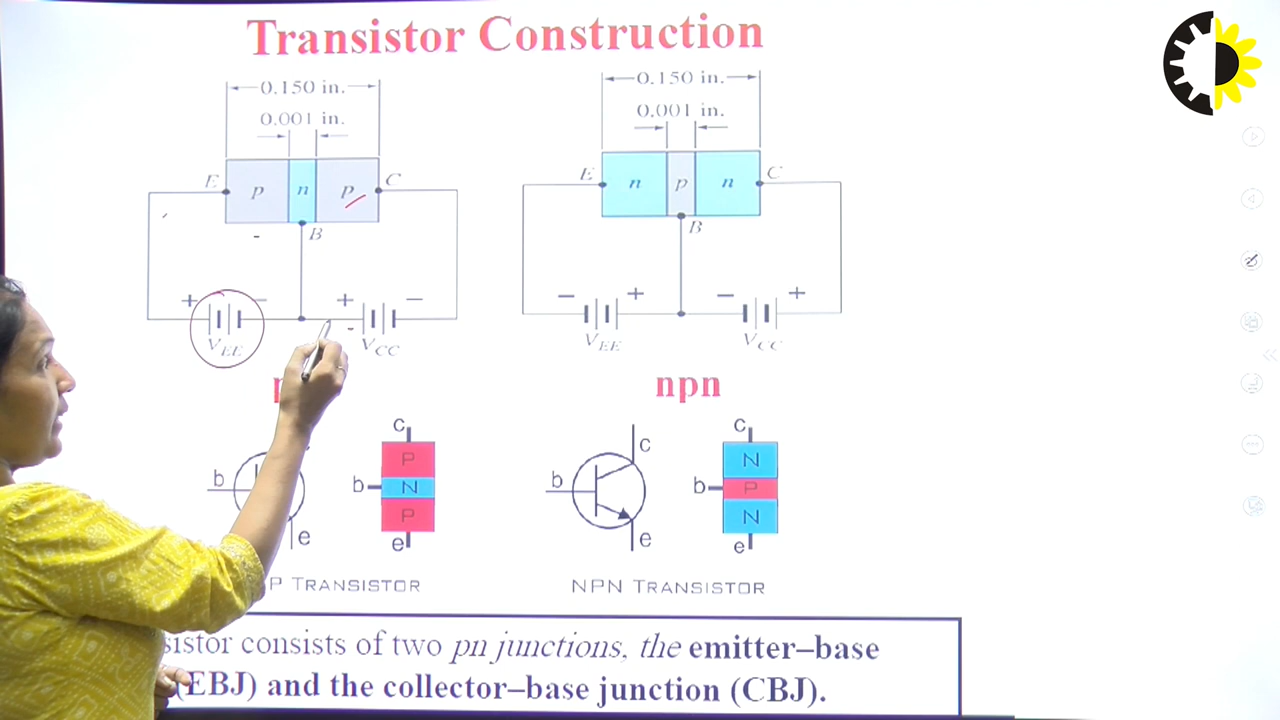 Transistor Construction
0.150 in.
0.001 in.
E p n p C
B
+ − + −
V_EE V_CC
0.150 in.
0.001 in.
E n p n C
B
− + − +
V_EE V_CC
npn
b
e
c
P
b N
P
e
P TRANSISTOR
c
b
e
c
N
b P
N
e
NPN TRANSISTOR
sistor consists of two pn junctions, the emitter–base
(EBJ) and the collector–base junction (CBJ).